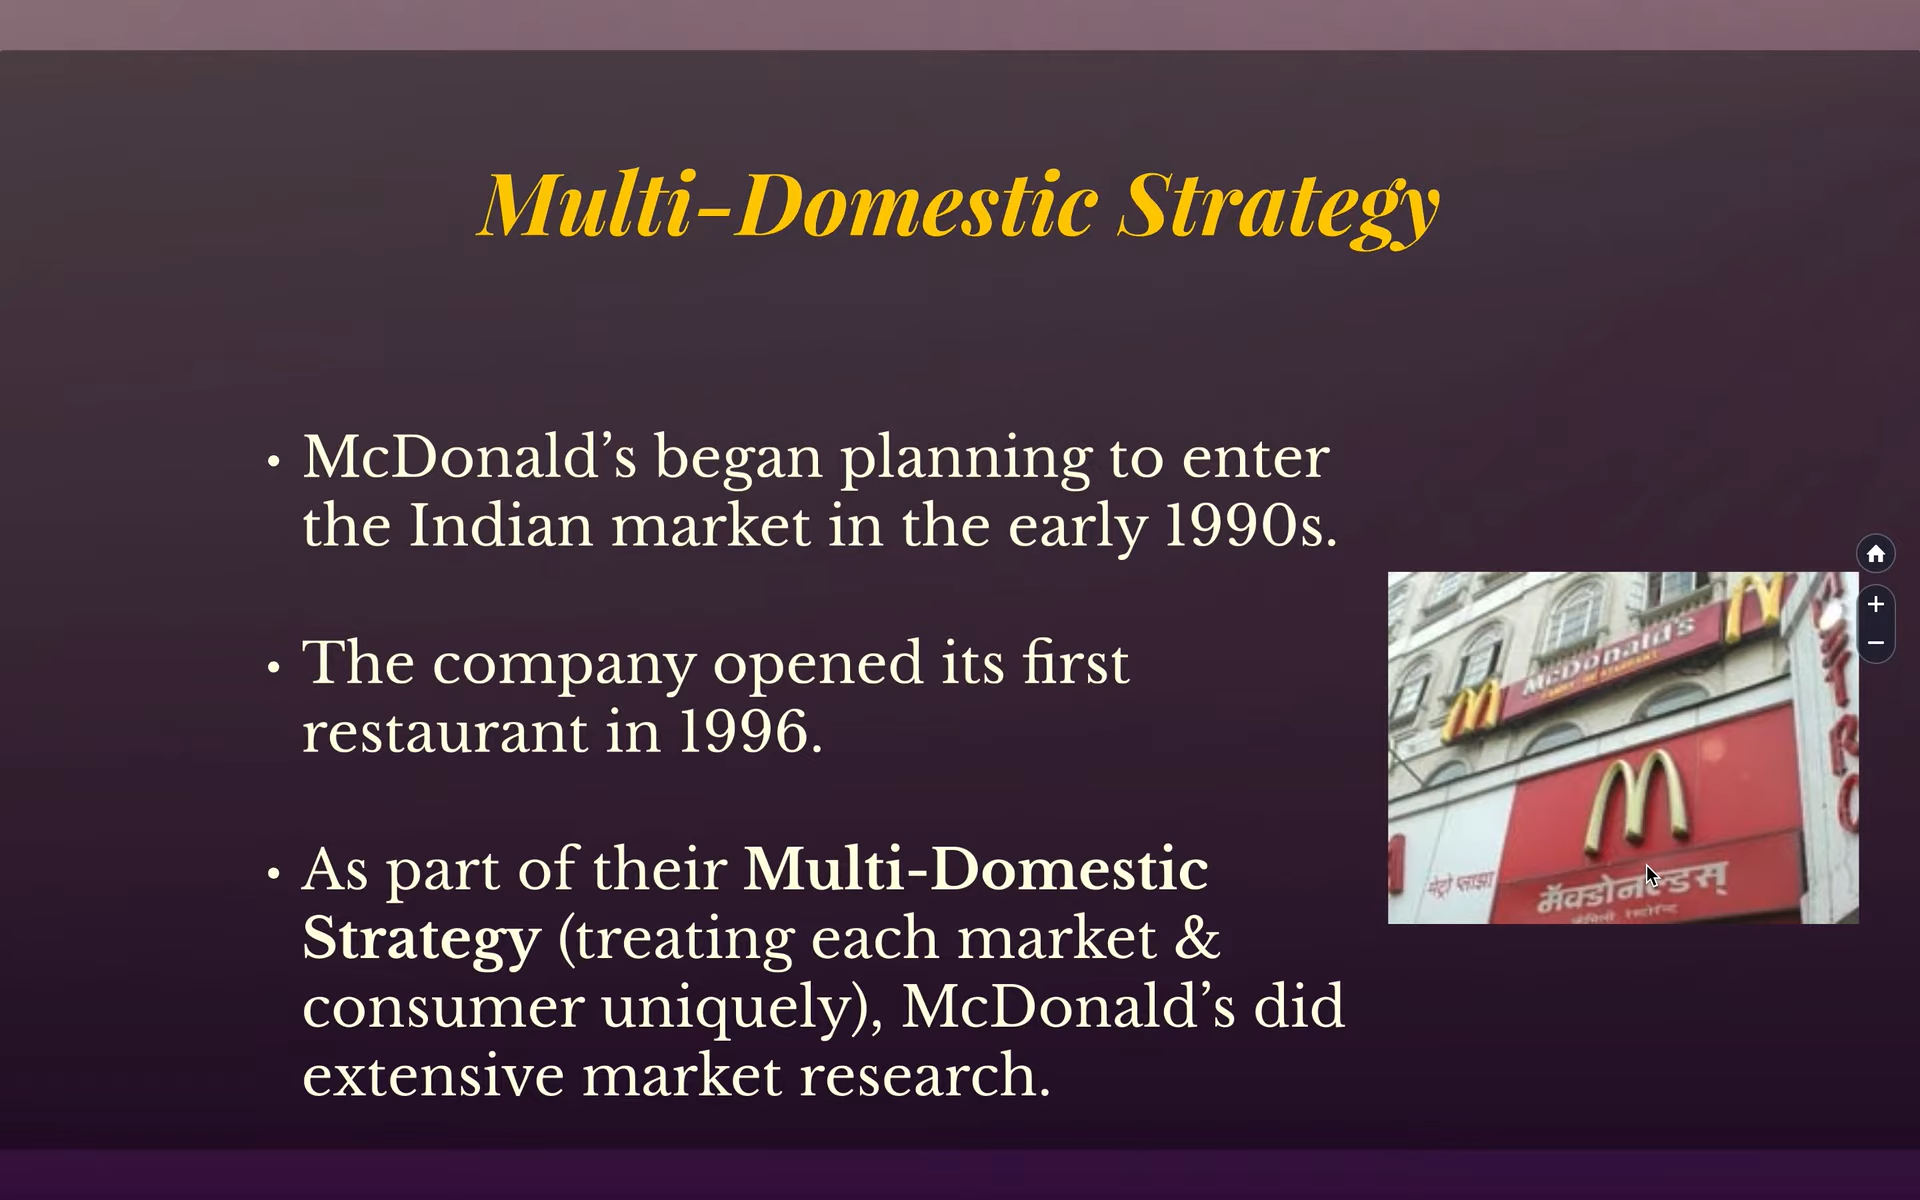 Multi-Domestic Strategy
• McDonald’s began planning to enter
the Indian market in the early 1990s.
• The company opened its first
restaurant in 1996.
• As part of their Multi-Domestic
Strategy (treating each market &
consumer uniquely), McDonald’s did
extensive market research.
McDonald's
मेट्रो प्लाझा
मॅक्डोनल्डस्